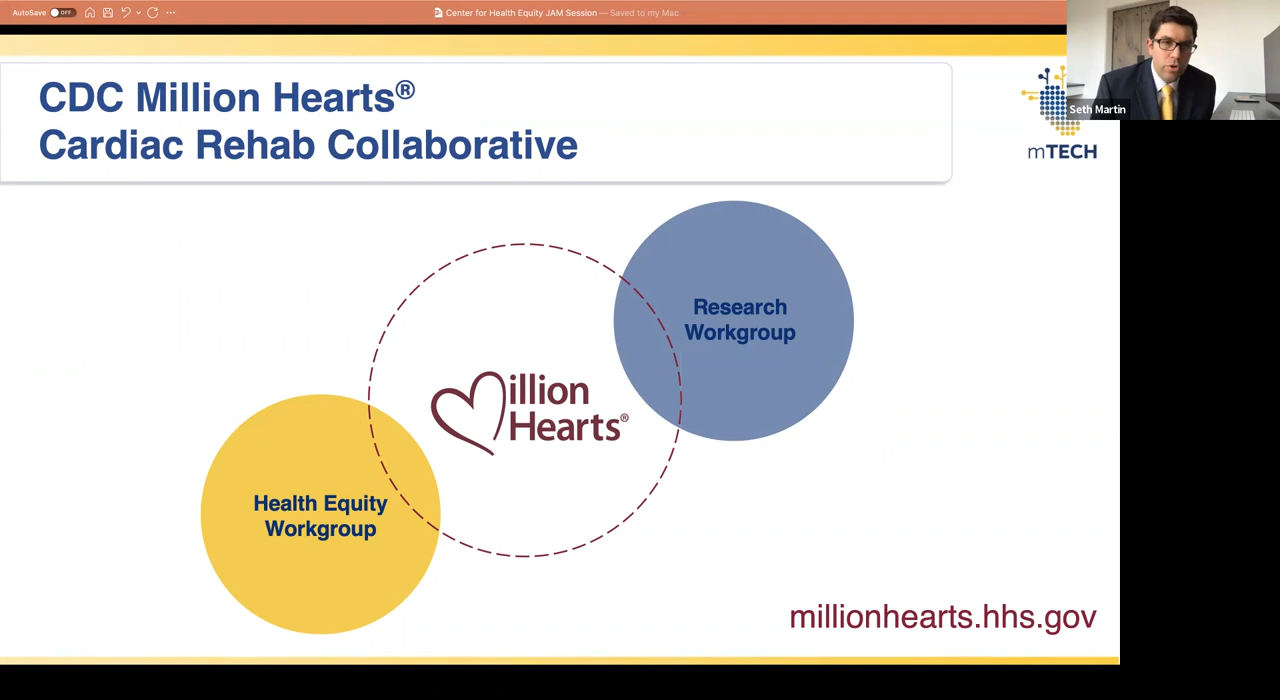 AutoSave OFF
Center for Health Equity JAM Session — Saved to my Mac
CDC Million Hearts®
Cardiac Rehab Collaborative
Seth Martin
mTECH
Research
Workgroup
illion
Hearts®
Health Equity
Workgroup
millionhearts.hhs.gov